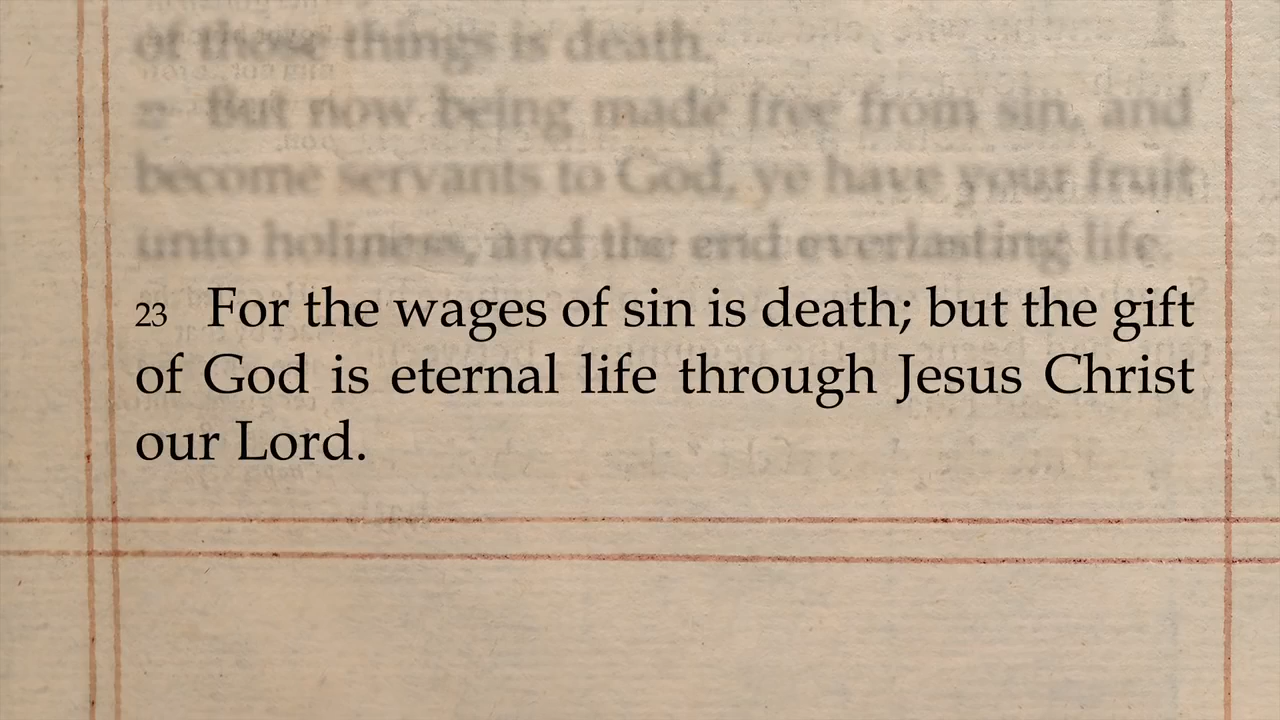 of those things is death.
22 But now being made free from sin, and
become servants to God, ye have your fruit
unto holiness, and the end everlasting life.
23 For the wages of sin is death; but the gift
of God is eternal life through Jesus Christ
our Lord.